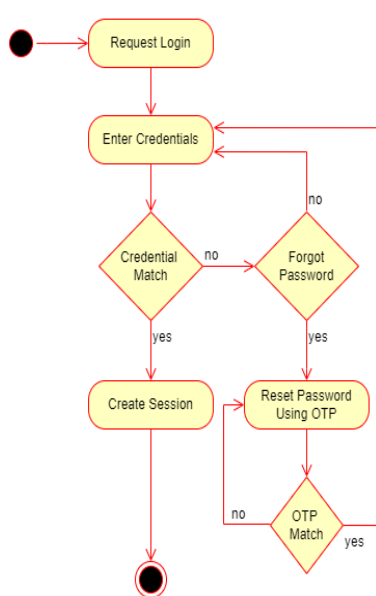 Request Login
Enter Credentials
no
Credential
Match
no
Forgot
Password
yes
yes
Create Session
Reset Password
Using OTP
no
OTP
Match
yes